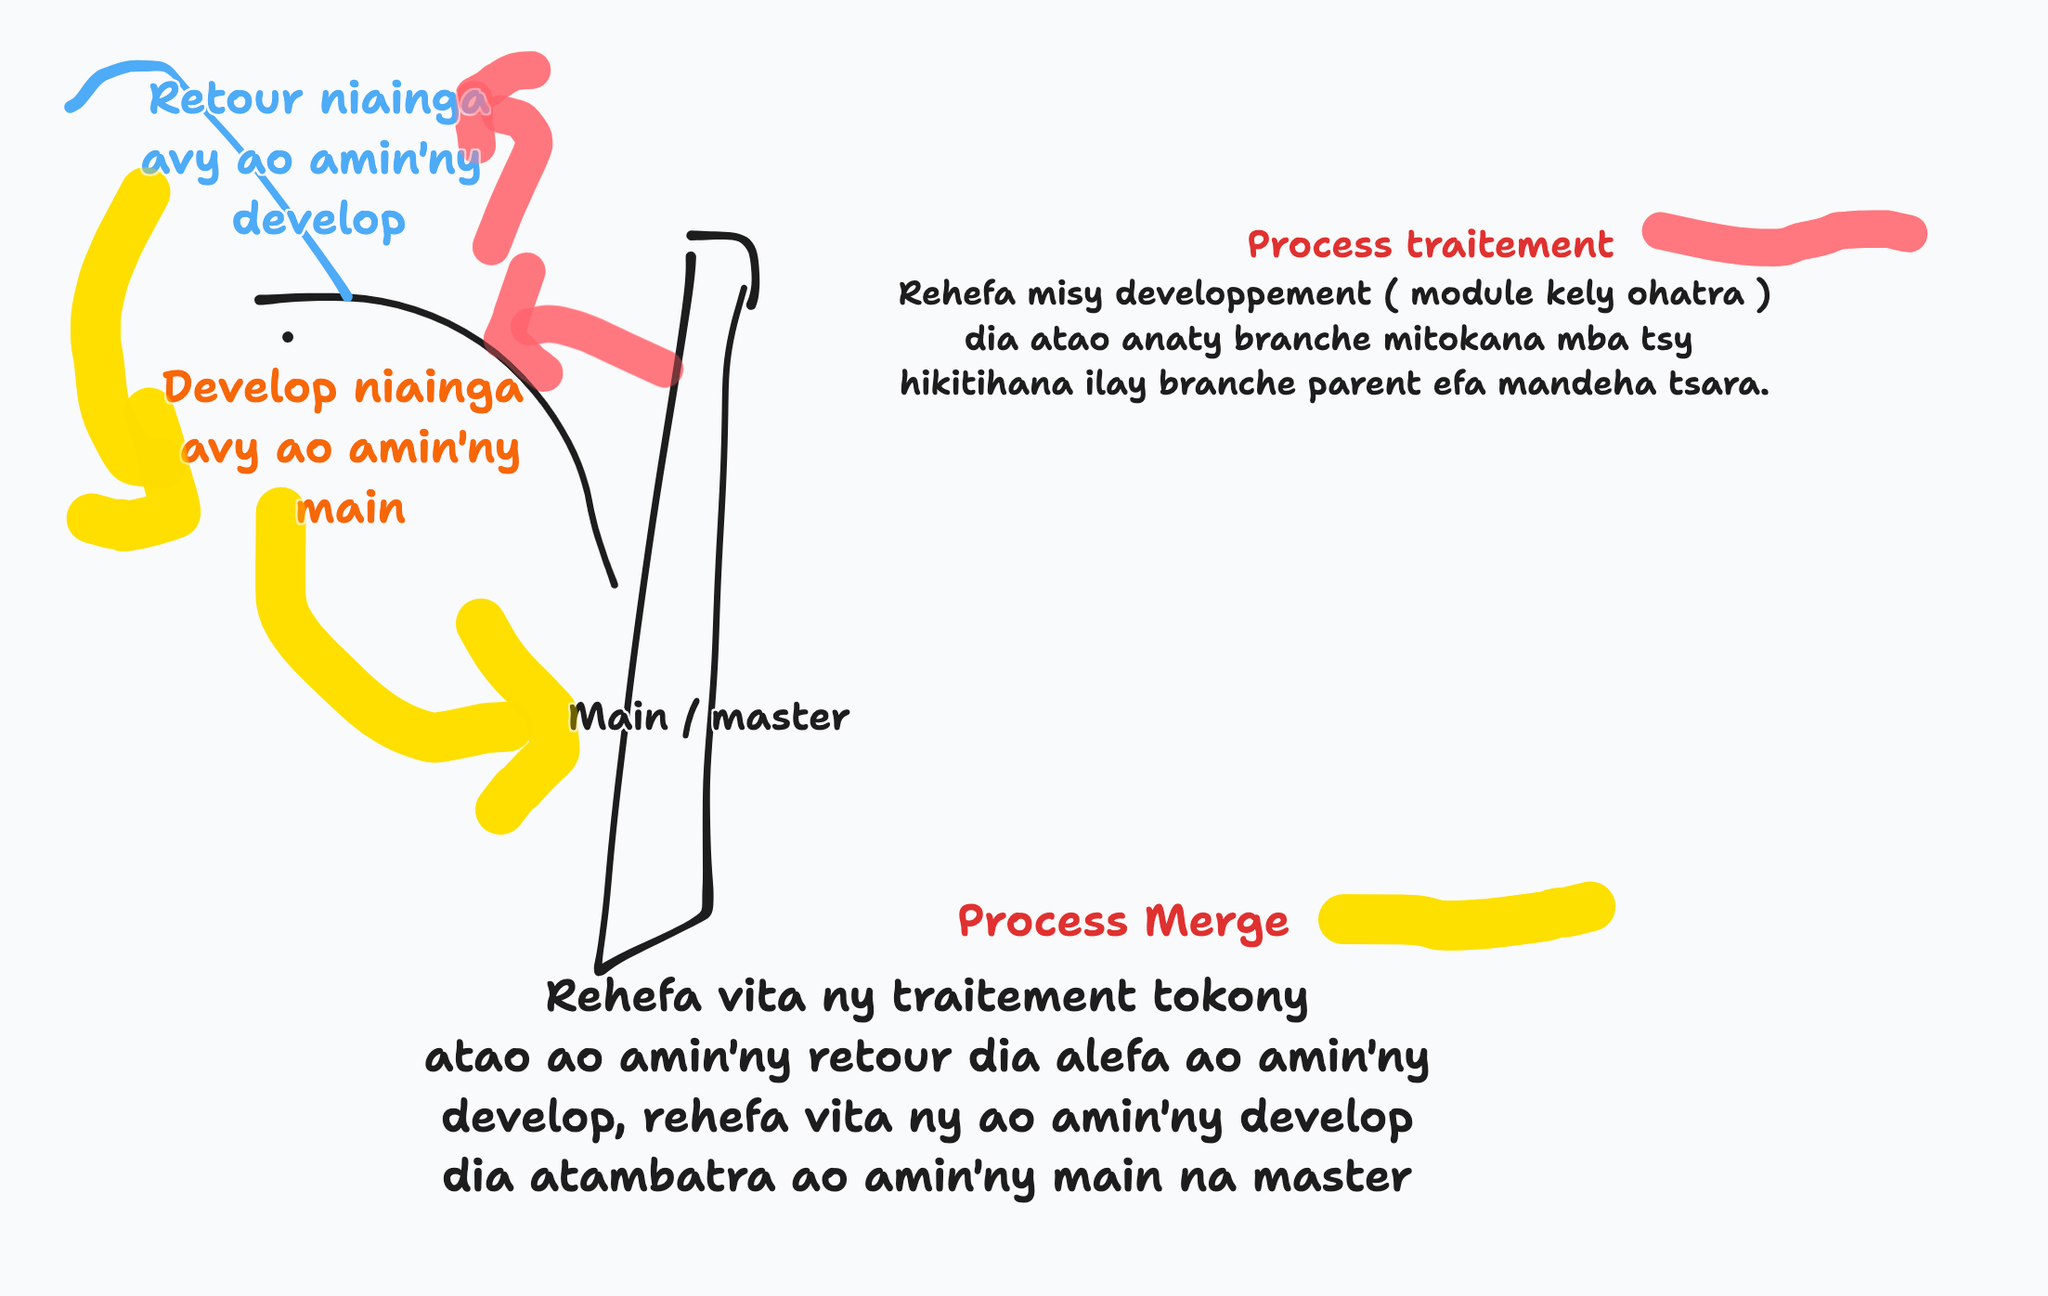 Retour niainga
avy ao amin'ny
develop
Develop niainga
avy ao amin'ny
main
Main / master
Process traitement
Rehefa misy developpement ( module kely ohatra )
dia atao anaty branche mitokana mba tsy
hikitihana ilay branche parent efa mandeha tsara.
Process Merge
Rehefa vita ny traitement tokony
atao ao amin'ny retour dia alefa ao amin'ny
develop, rehefa vita ny ao amin'ny develop
dia atambatra ao amin'ny main na master